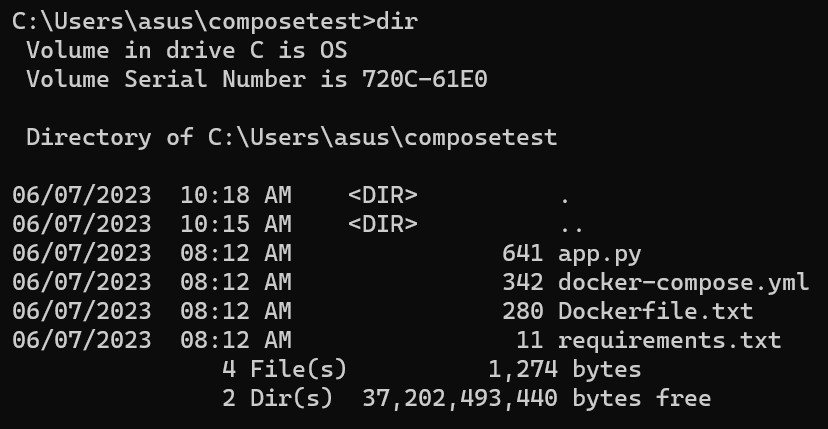 C:\Users\asus\composetest>dir
 Volume in drive C is OS
 Volume Serial Number is 720C-61E0

 Directory of C:\Users\asus\composetest

06/07/2023  10:18 AM    <DIR>          .
06/07/2023  10:15 AM    <DIR>          ..
06/07/2023  08:12 AM               641 app.py
06/07/2023  08:12 AM               342 docker-compose.yml
06/07/2023  08:12 AM               280 Dockerfile.txt
06/07/2023  08:12 AM                11 requirements.txt
               4 File(s)          1,274 bytes
               2 Dir(s)  37,202,493,440 bytes free